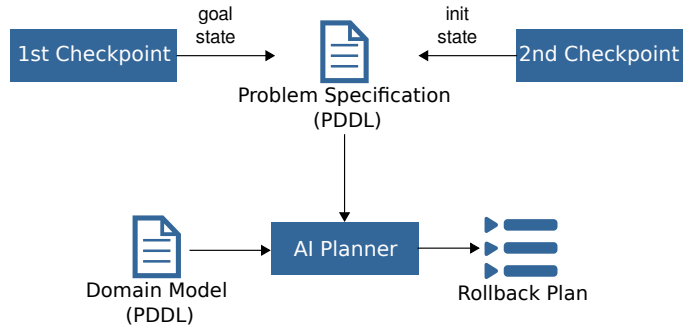 goal
state
init
state
1st Checkpoint
2nd Checkpoint
Problem Specification
(PDDL)
AI Planner
Domain Model
(PDDL)
Rollback Plan